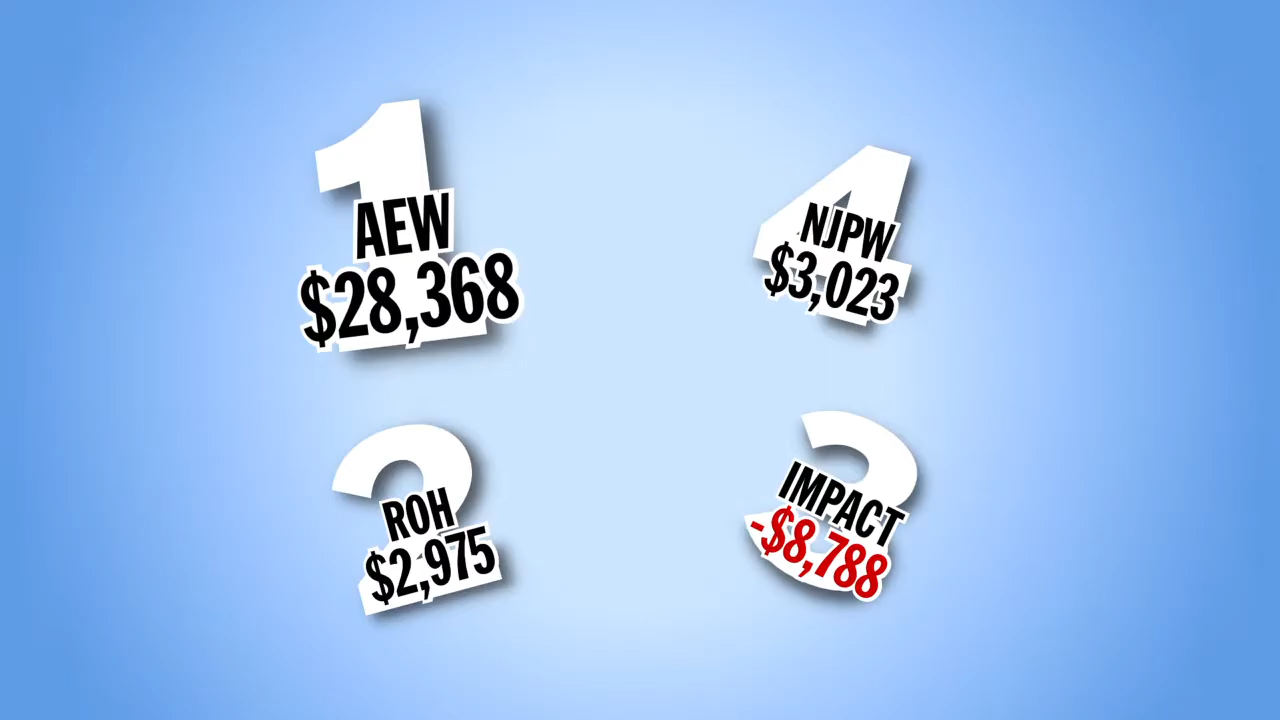 1
AEW
$28,368
4
NJPW
$3,023
2
ROH
$2,975
3
IMPACT
-$8,788